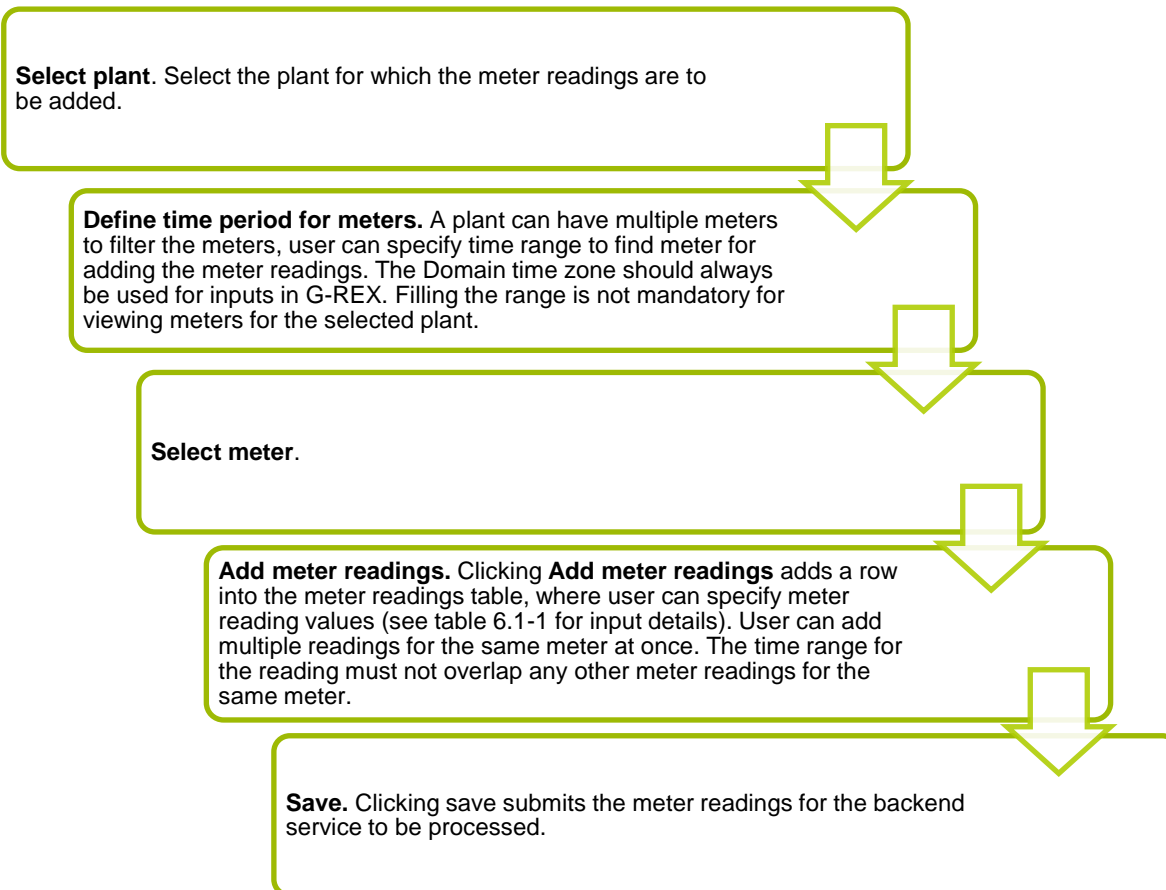 Select plant. Select the plant for which the meter readings are to
be added.
Define time period for meters. A plant can have multiple meters
to filter the meters, user can specify time range to find meter for
adding the meter readings. The Domain time zone should always
be used for inputs in G-REX. Filling the range is not mandatory for
viewing meters for the selected plant.
Select meter.
Add meter readings. Clicking Add meter readings adds a row
into the meter readings table, where user can specify meter
reading values (see table 6.1-1 for input details). User can add
multiple readings for the same meter at once. The time range for
the reading must not overlap any other meter readings for the
same meter.
Save. Clicking save submits the meter readings for the backend
service to be processed.